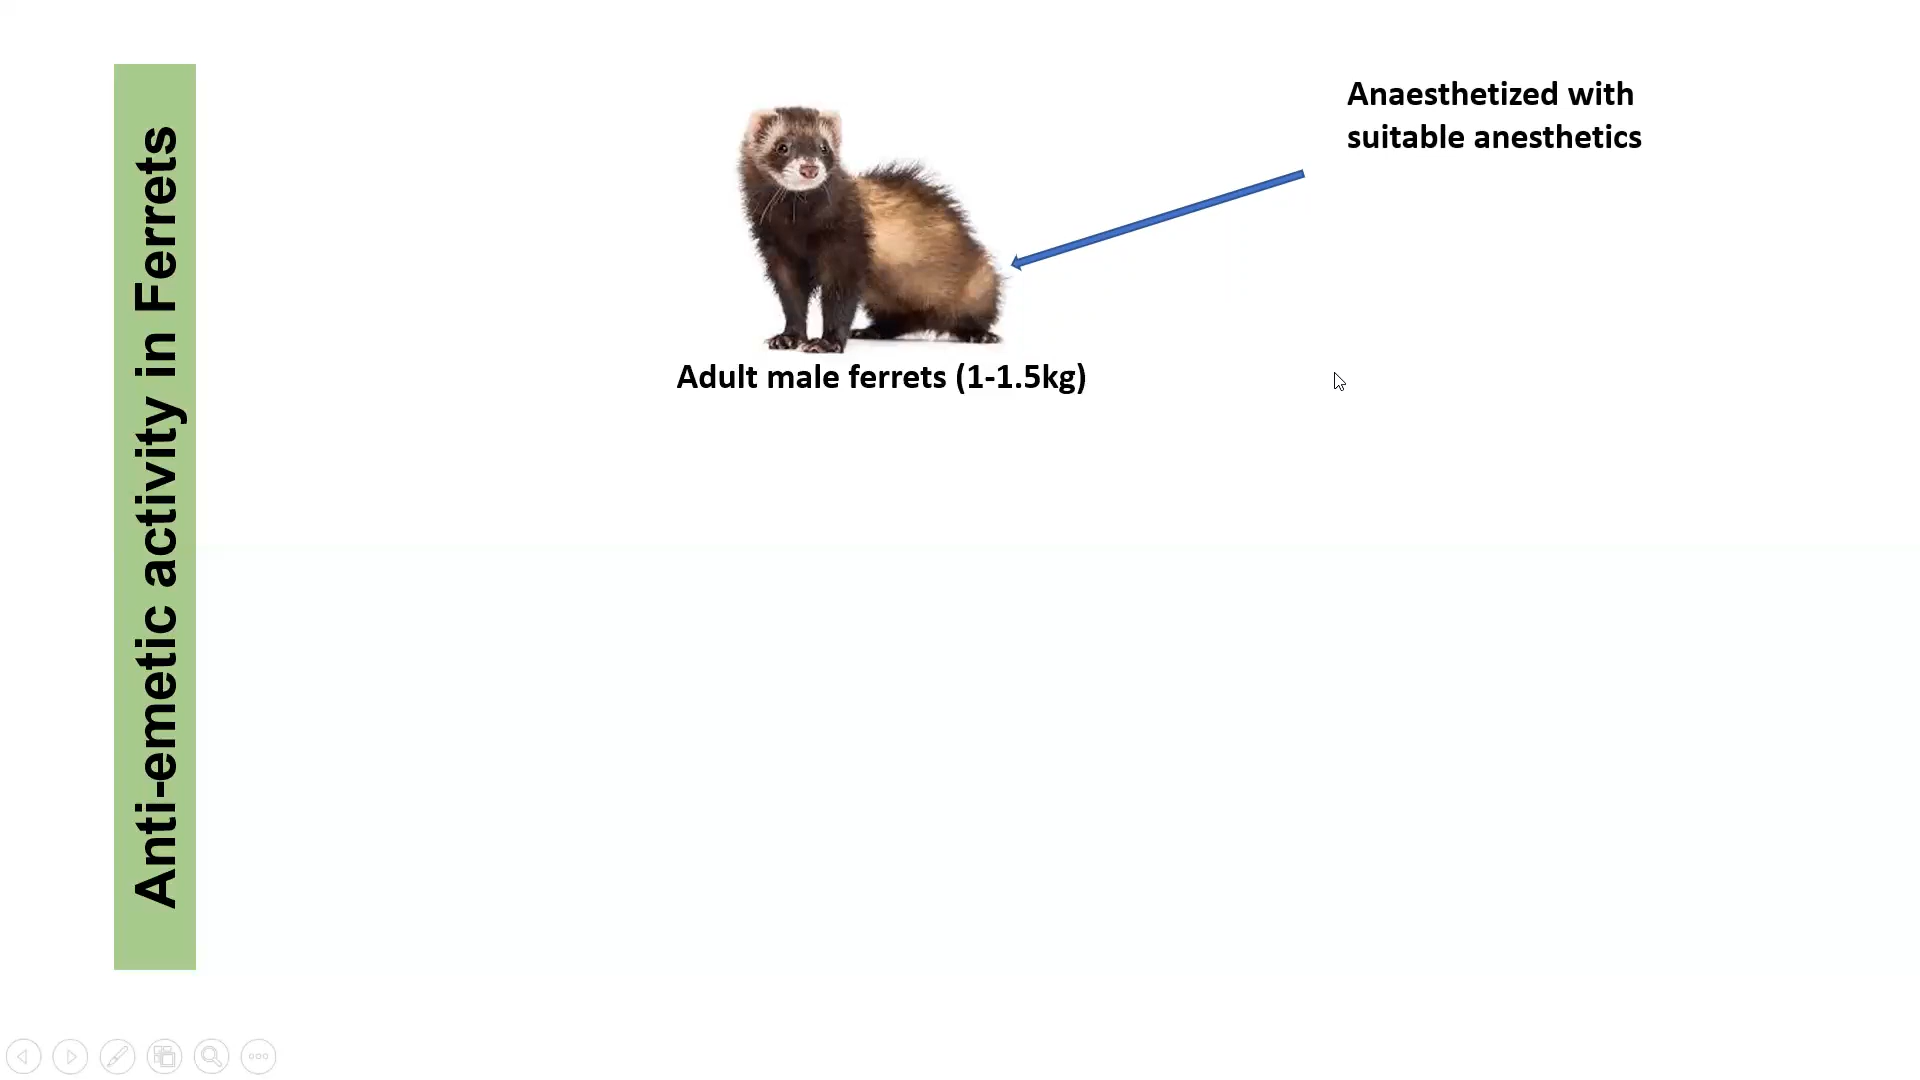 Anti-emetic activity in Ferrets
Anaesthetized with
suitable anesthetics
Adult male ferrets (1-1.5kg)